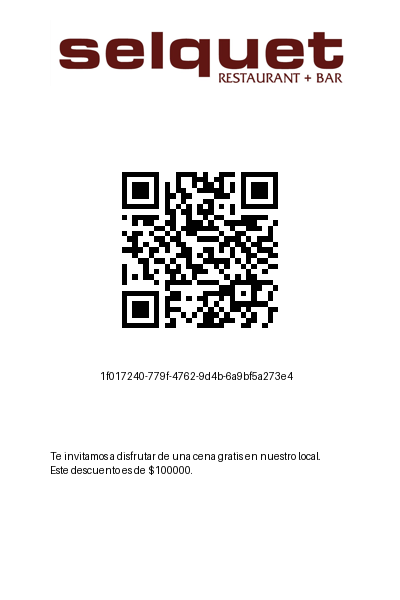 selquet
RESTAURANT + BAR
1f017240-779f-4762-9d4b-6a9bf5a273e4
Te invitamos a disfrutar de una cena gratis en nuestro local.
Este descuento es de $100000.